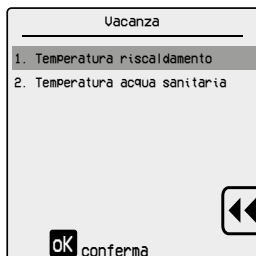 Vacanza
1. Temperatura riscaldamento
2. Temperatura acqua sanitaria
oK conferma